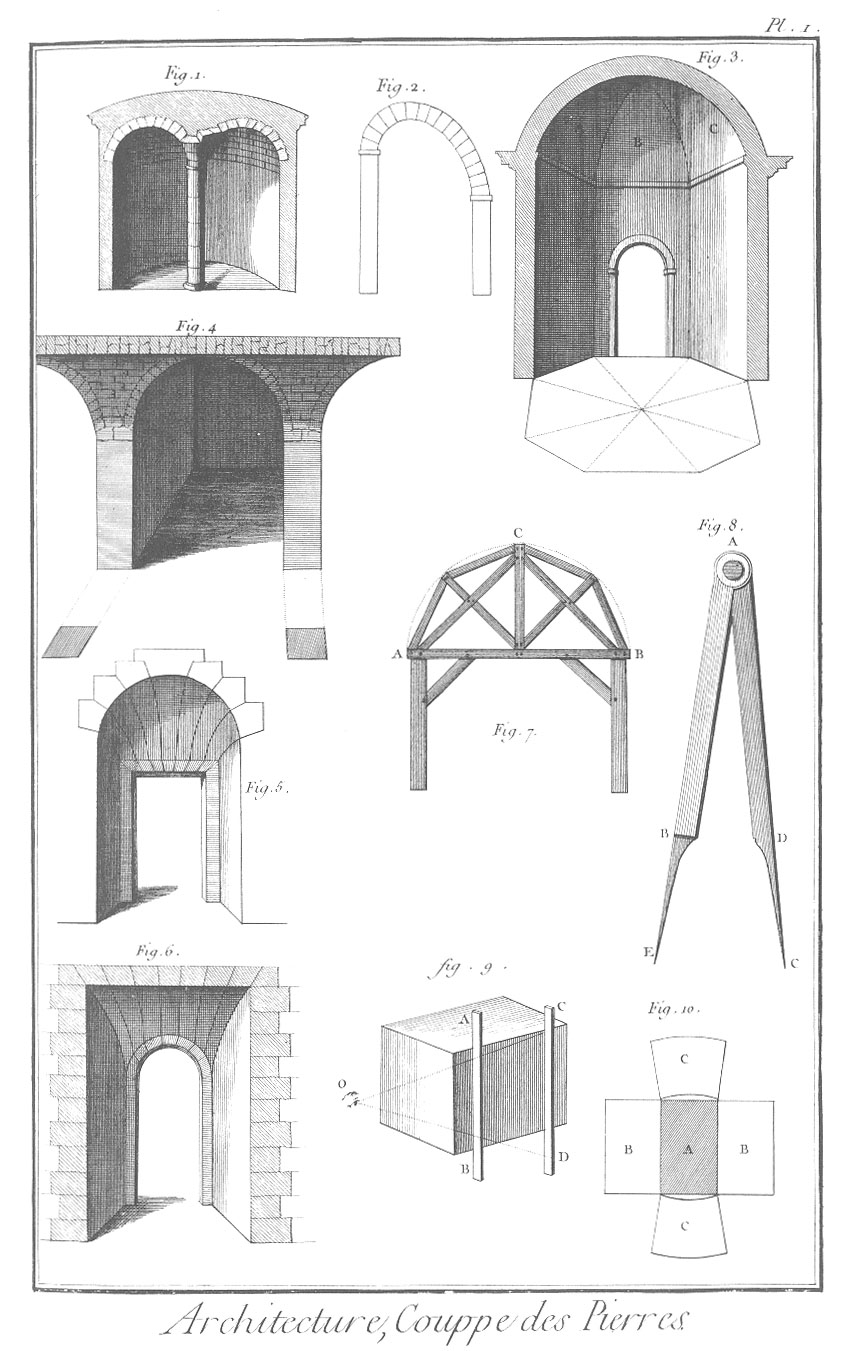 Pl. 1.
Fig. 1.
Fig. 2.
Fig. 3.
B
C
Fig. 4
Fig. 5.
Fig. 6.
C
A
B
Fig. 7.
Fig. 8.
A
B
D
E
C
fig. 9.
A
C
O
B
D
Fig. 10.
C
B
A
B
C
Architecture, Couppe des Pierres.